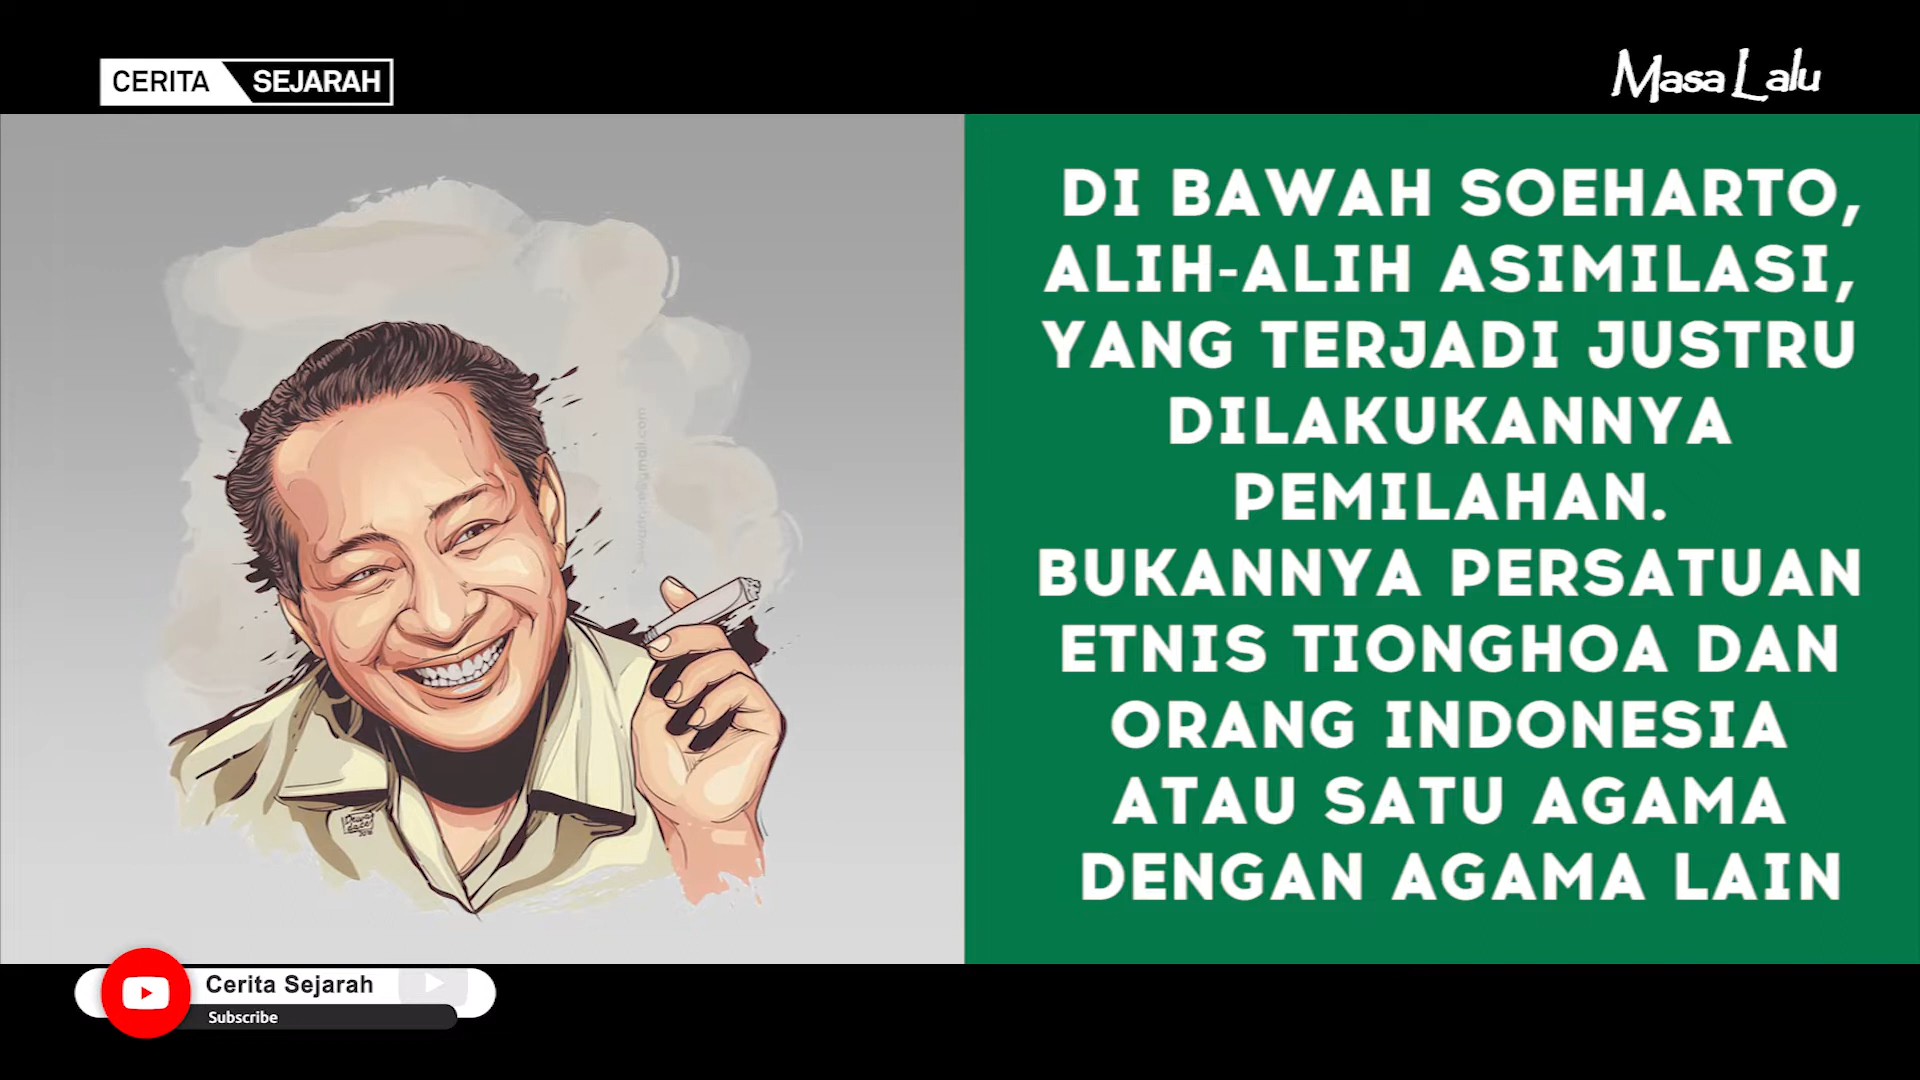 CERITA SEJARAH
Masa Lalu
DI BAWAH SOEHARTO,
ALIH-ALIH ASIMILASI,
YANG TERJADI JUSTRU
DILAKUKANNYA
PEMILAHAN.
BUKANNYA PERSATUAN
ETNIS TIONGHOA DAN
ORANG INDONESIA
ATAU SATU AGAMA
DENGAN AGAMA LAIN
Cerita Sejarah
Subscribe